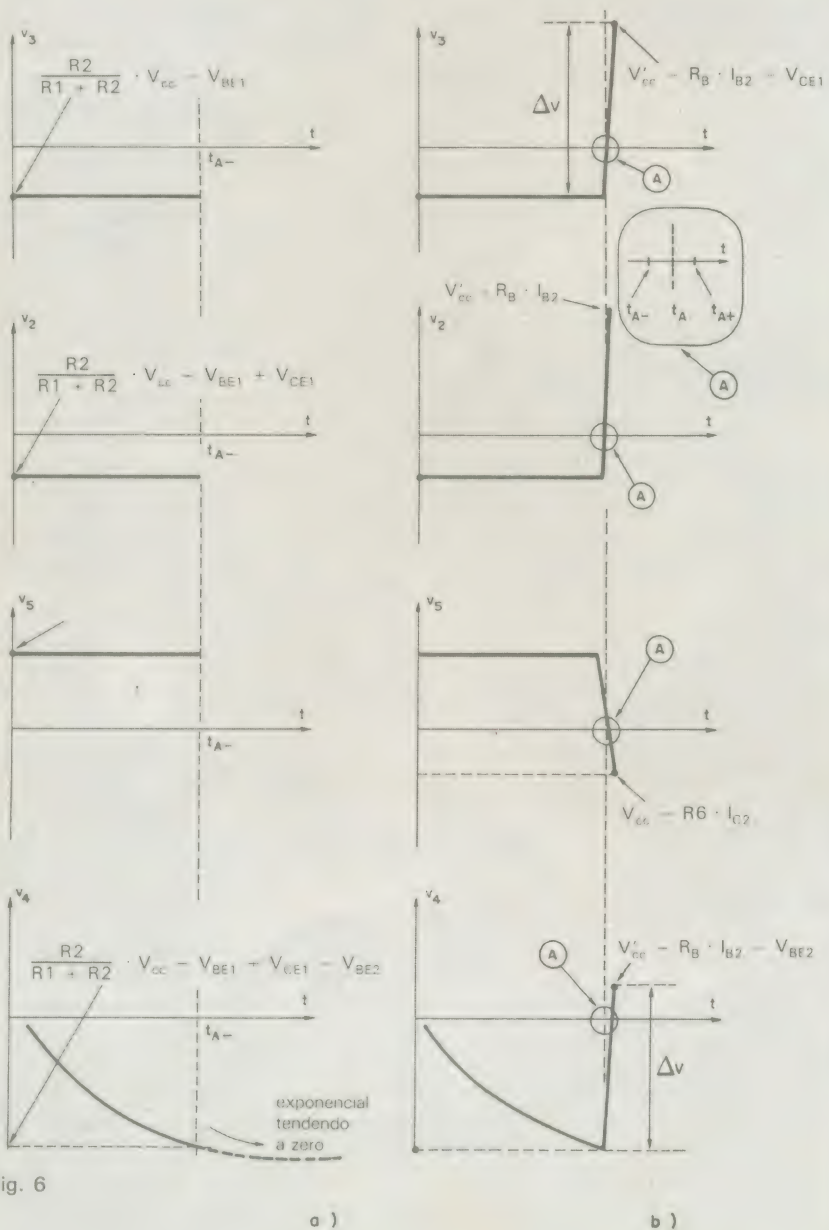 v3
R2
R1 + R2 · Vcc − VBE1
t
tA−
v3
V'cc − RB · IB2 − VCE1
Δv
t
A
t
tA− tA tA+
A
v2
R2
R1 + R2 · Vcc − VBE1 + VCE1
t
tA−
V'cc − RB · IB2
v2
t
A
v5
t
tA−
v5
A
t
Vcc − R6 · IC2
v4
R2
R1 + R2 · Vcc − VBE1 + VCE1 − VBE2
t
tA−
exponencial
tendendo
a zero
v4
A
V'cc − RB · IB2 − VBE2
t
Δv
ig. 6
a )
b )